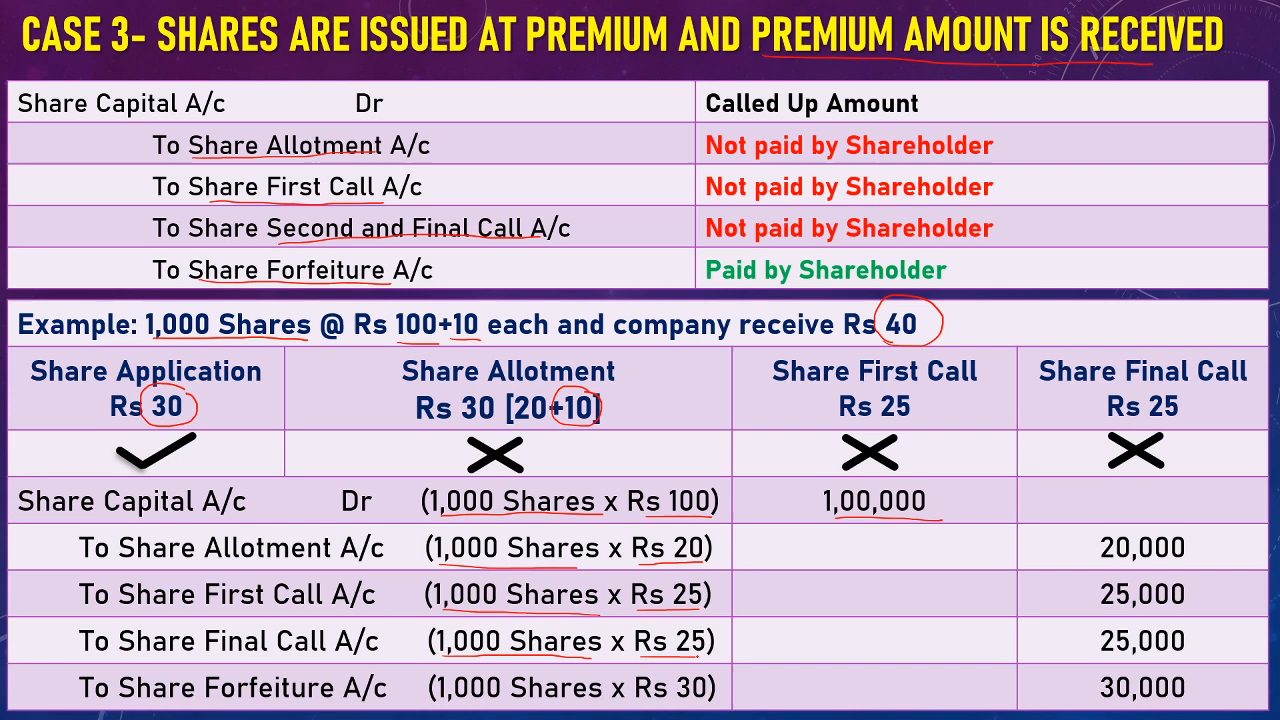 CASE 3- SHARES ARE ISSUED AT PREMIUM AND PREMIUM AMOUNT IS RECEIVED
Share Capital A/c Dr Called Up Amount
To Share Allotment A/c Not paid by Shareholder
To Share First Call A/c Not paid by Shareholder
To Share Second and Final Call A/c Not paid by Shareholder
To Share Forfeiture A/c Paid by Shareholder
Example: 1,000 Shares @ Rs 100+10 each and company receive Rs 40
Share Application Share Allotment Share First Call Share Final Call
Rs 30 Rs 30 [20+10] Rs 25 Rs 25
Share Capital A/c Dr (1,000 Shares x Rs 100) 1,00,000
To Share Allotment A/c (1,000 Shares x Rs 20) 20,000
To Share First Call A/c (1,000 Shares x Rs 25) 25,000
To Share Final Call A/c (1,000 Shares x Rs 25) 25,000
To Share Forfeiture A/c (1,000 Shares x Rs 30) 30,000